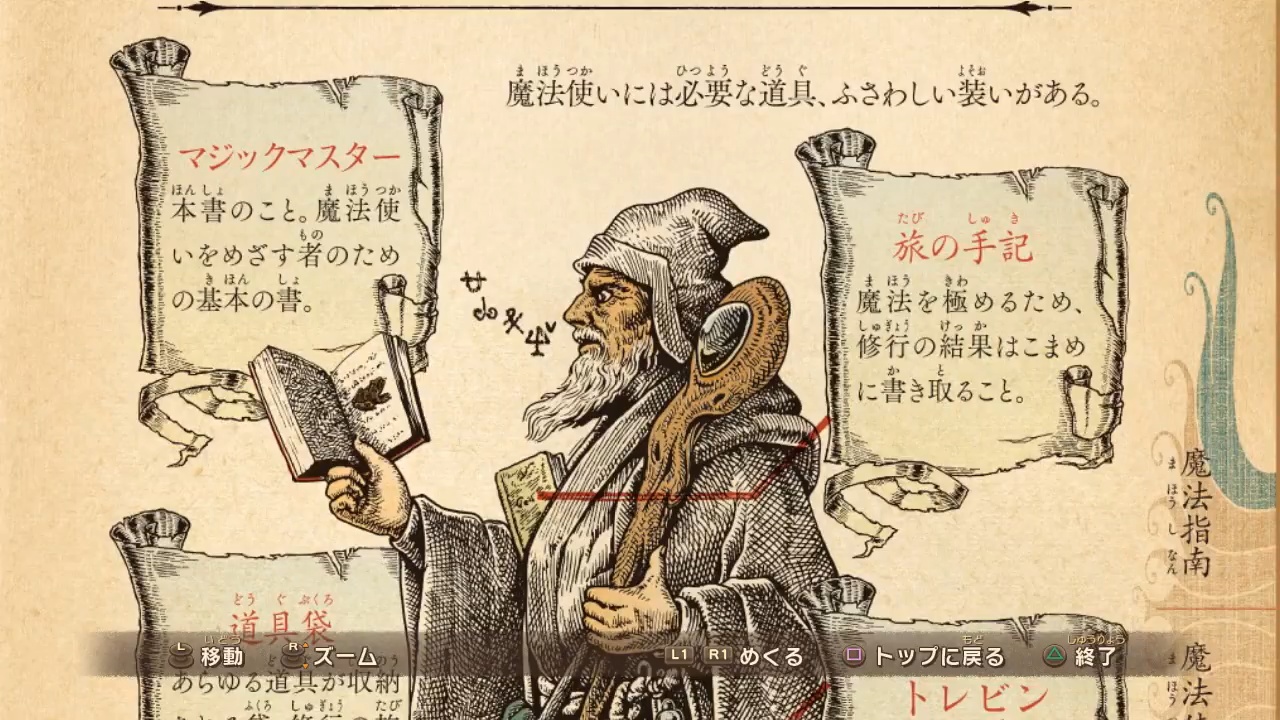 魔法使いには必要な道具、ふさわしい装いがある。
マジックマスター
本書のこと。魔法使
いをめざす者のため
の基本の書。
旅の手記
魔法を極めるため、
修行の結果はこまめ
に書き取ること。
道具袋
あらゆる道具が収納
トレビン
魔法指南
魔法
L 移動
R ズーム
L1 R1 めくる
トップに戻る
終了